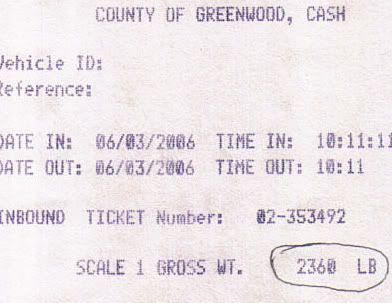 COUNTY OF GREENWOOD, CASH
Vehicle ID:
Reference:
DATE IN: 06/03/2006 TIME IN: 10:11:11
DATE OUT: 06/03/2006 TIME OUT: 10:11
INBOUND TICKET Number: 02-353492
SCALE 1 GROSS WT. 2360 LB